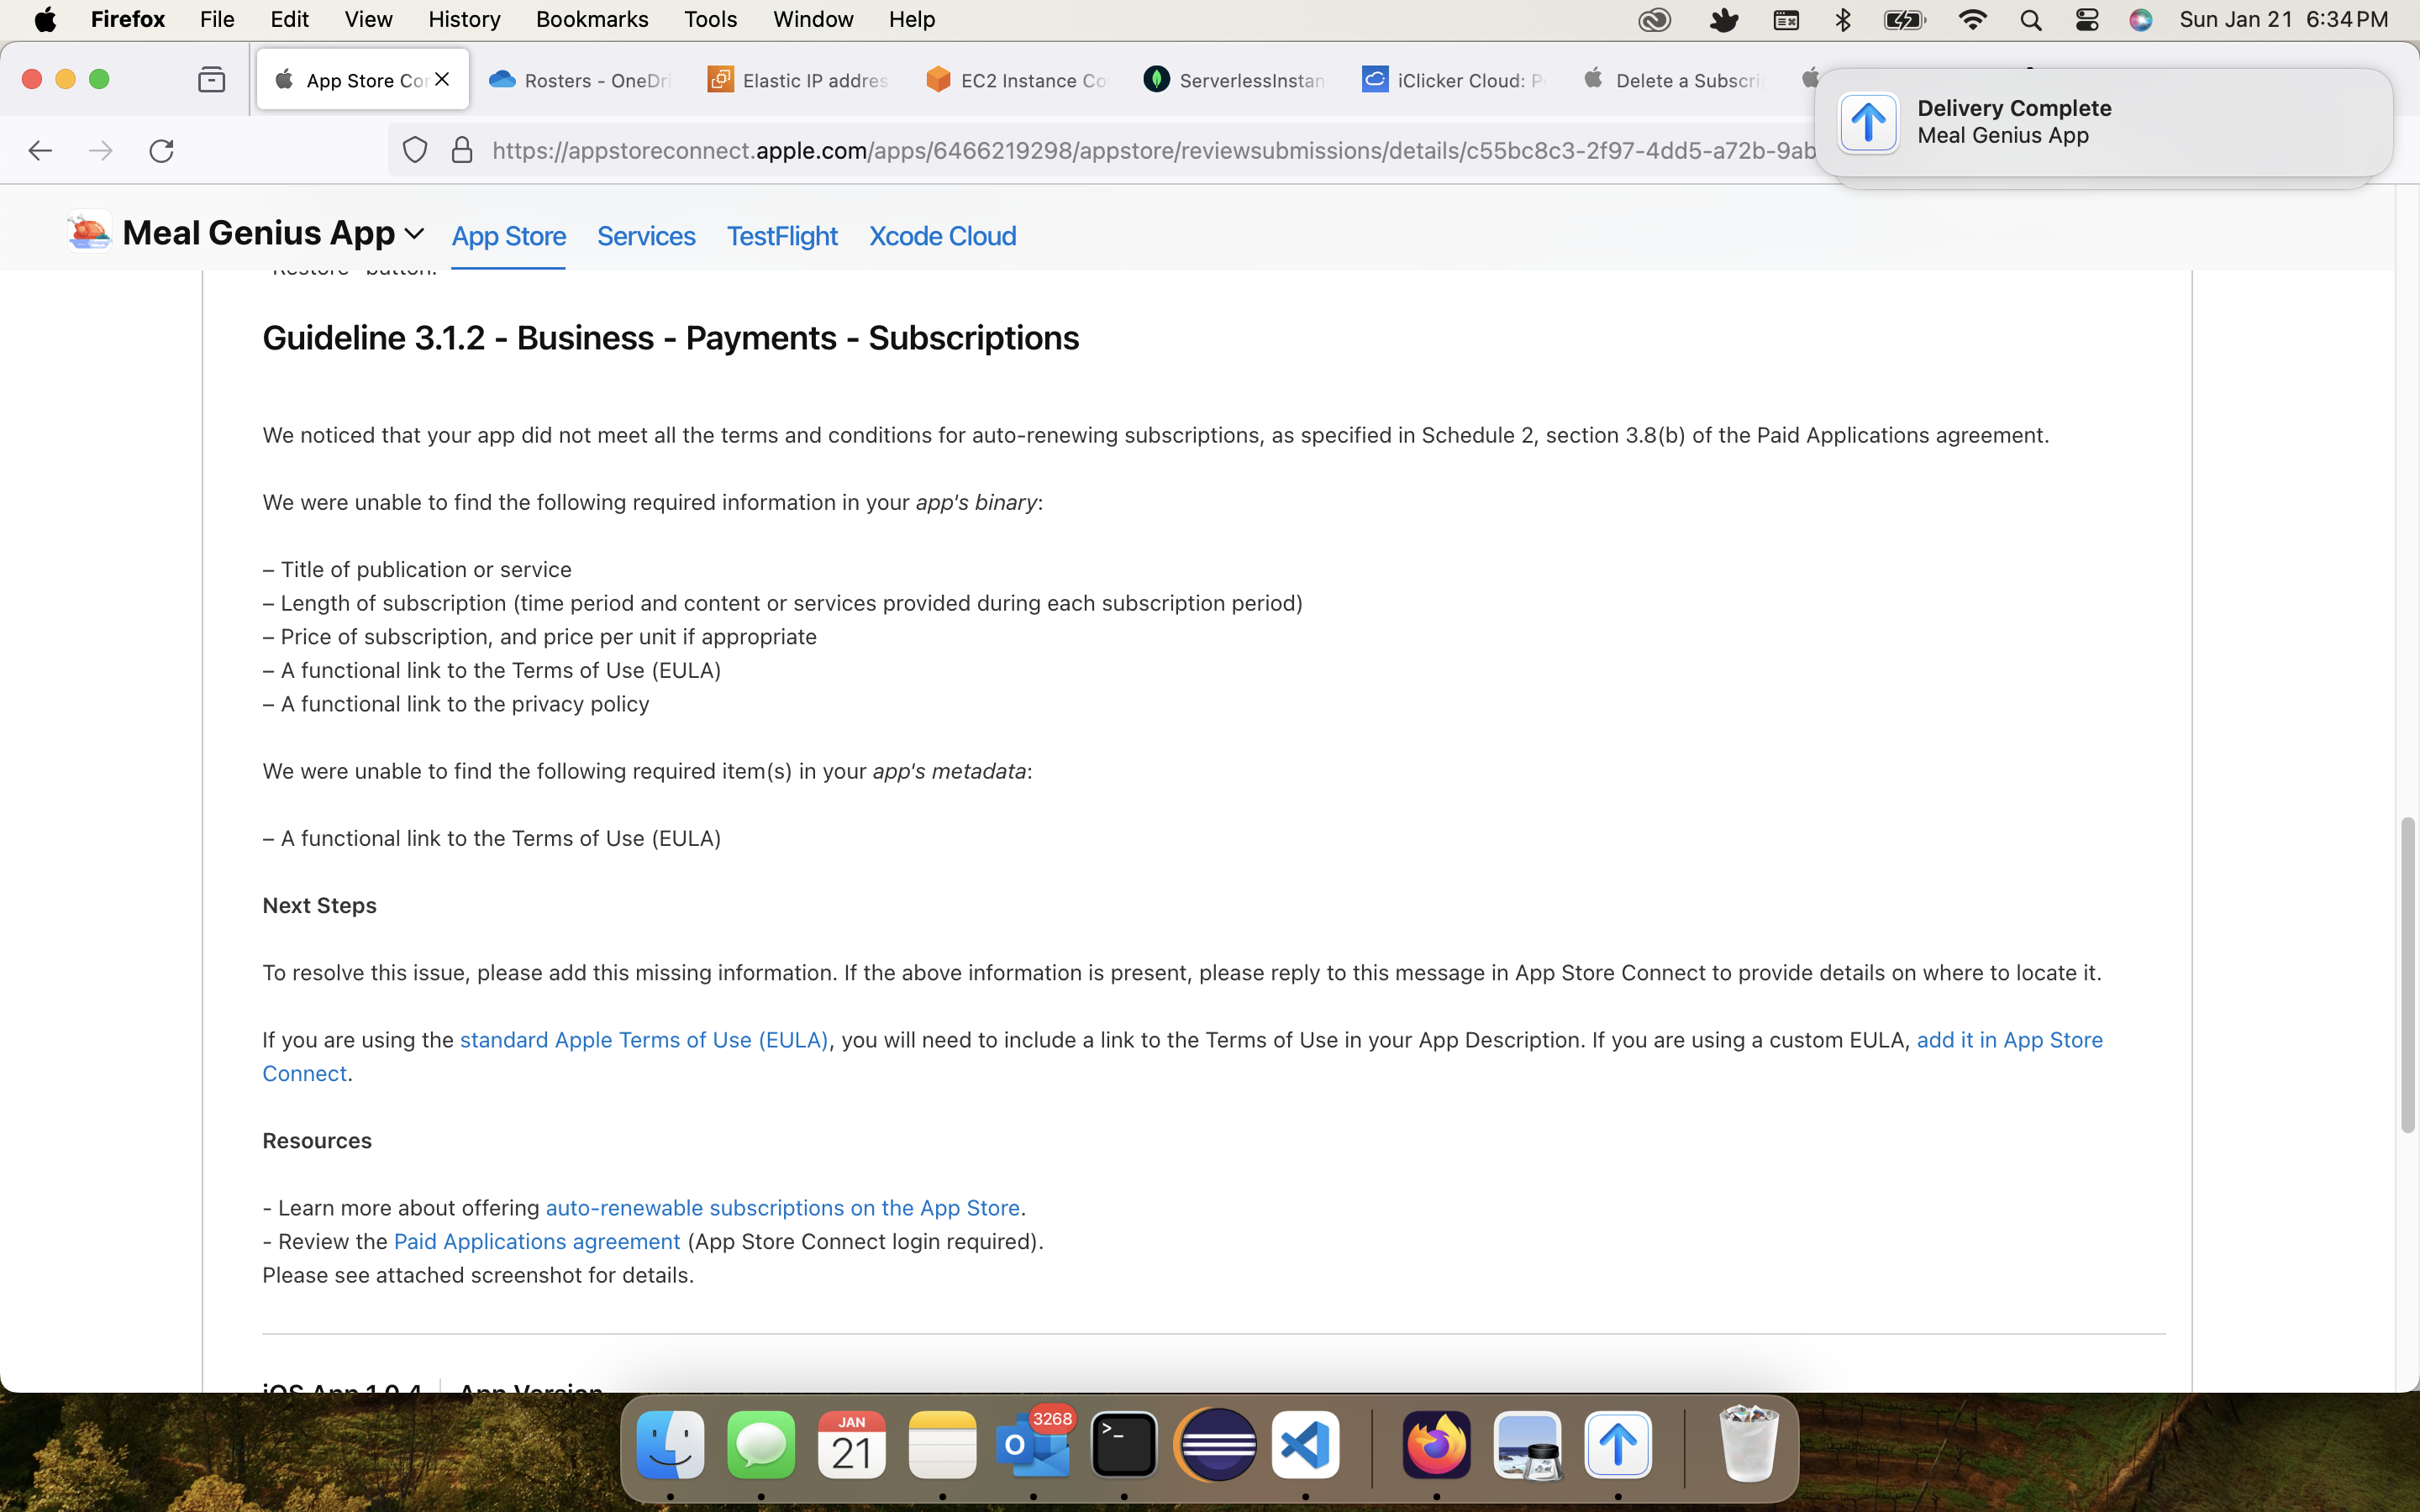 Firefox File Edit View History Bookmarks Tools Window Help Sun Jan 21 6:34 PM
App Store Cor Rosters - OneDri Elastic IP addres EC2 Instance Co ServerlessInstan iClicker Cloud: P Delete a Subscri
Delivery Complete
Meal Genius App
https://appstoreconnect.apple.com/apps/6466219298/appstore/reviewsubmissions/details/c55bc8c3-2f97-4dd5-a72b-9ab
Meal Genius App App Store Services TestFlight Xcode Cloud
"Restore" button.
Guideline 3.1.2 - Business - Payments - Subscriptions
We noticed that your app did not meet all the terms and conditions for auto-renewing subscriptions, as specified in Schedule 2, section 3.8(b) of the Paid Applications agreement.
We were unable to find the following required information in your app's binary:
– Title of publication or service
– Length of subscription (time period and content or services provided during each subscription period)
– Price of subscription, and price per unit if appropriate
– A functional link to the Terms of Use (EULA)
– A functional link to the privacy policy
We were unable to find the following required item(s) in your app's metadata:
– A functional link to the Terms of Use (EULA)
Next Steps
To resolve this issue, please add this missing information. If the above information is present, please reply to this message in App Store Connect to provide details on where to locate it.
If you are using the standard Apple Terms of Use (EULA), you will need to include a link to the Terms of Use in your App Description. If you are using a custom EULA, add it in App Store
Connect.
Resources
- Learn more about offering auto-renewable subscriptions on the App Store.
- Review the Paid Applications agreement (App Store Connect login required).
Please see attached screenshot for details.
iOS App 1.0.4 App Version
JAN
21
3268